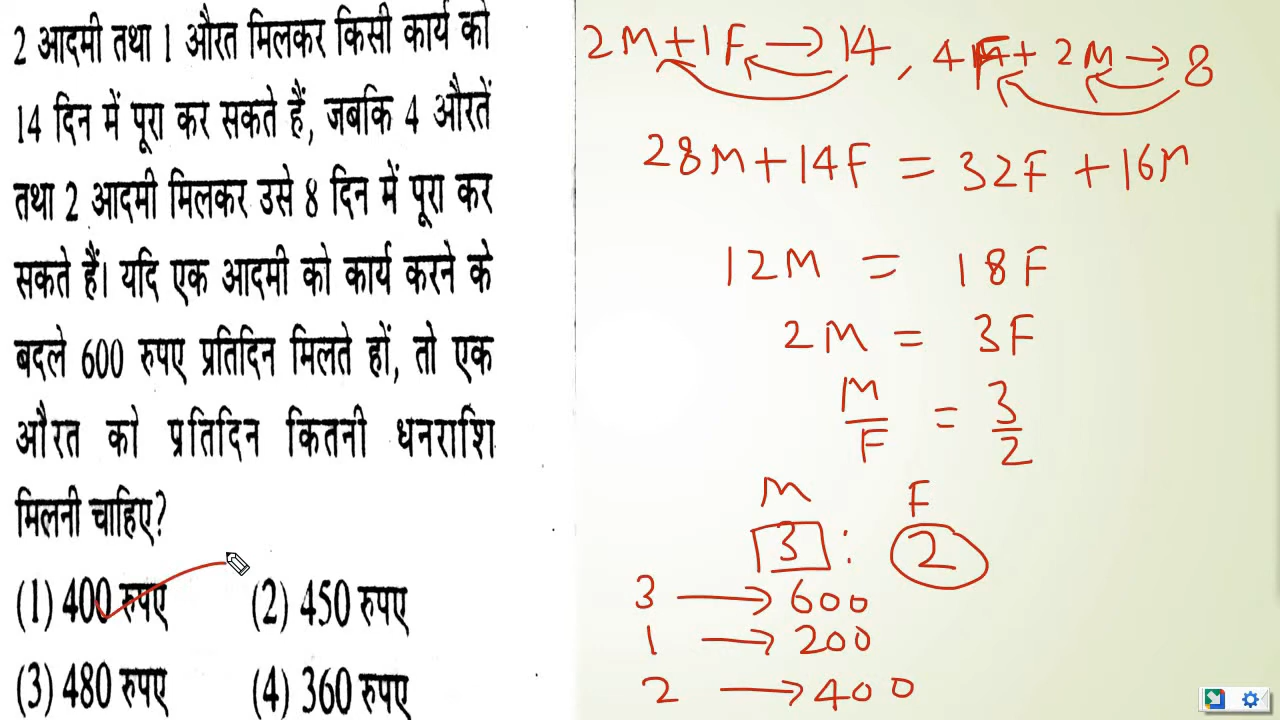 2 आदमी तथा 1 औरत मिलकर किसी कार्य को
14 दिन में पूरा कर सकते हैं, जबकि 4 औरतें
तथा 2 आदमी मिलकर उसे 8 दिन में पूरा कर
सकते हैं। यदि एक आदमी को कार्य करने के
बदले 600 रुपए प्रतिदिन मिलते हों, तो एक
औरत को प्रतिदिन कितनी धनराशि
मिलनी चाहिए?
(1) 400 रुपए (2) 450 रुपए
(3) 480 रुपए (4) 360 रुपए
2M+1F → 14, 4F + 2M → 8
28M + 14F = 32F + 16M
12M = 18F
2M = 3F
M/F = 3/2
M F
3 : 2
3 → 600
1 → 200
2 → 400